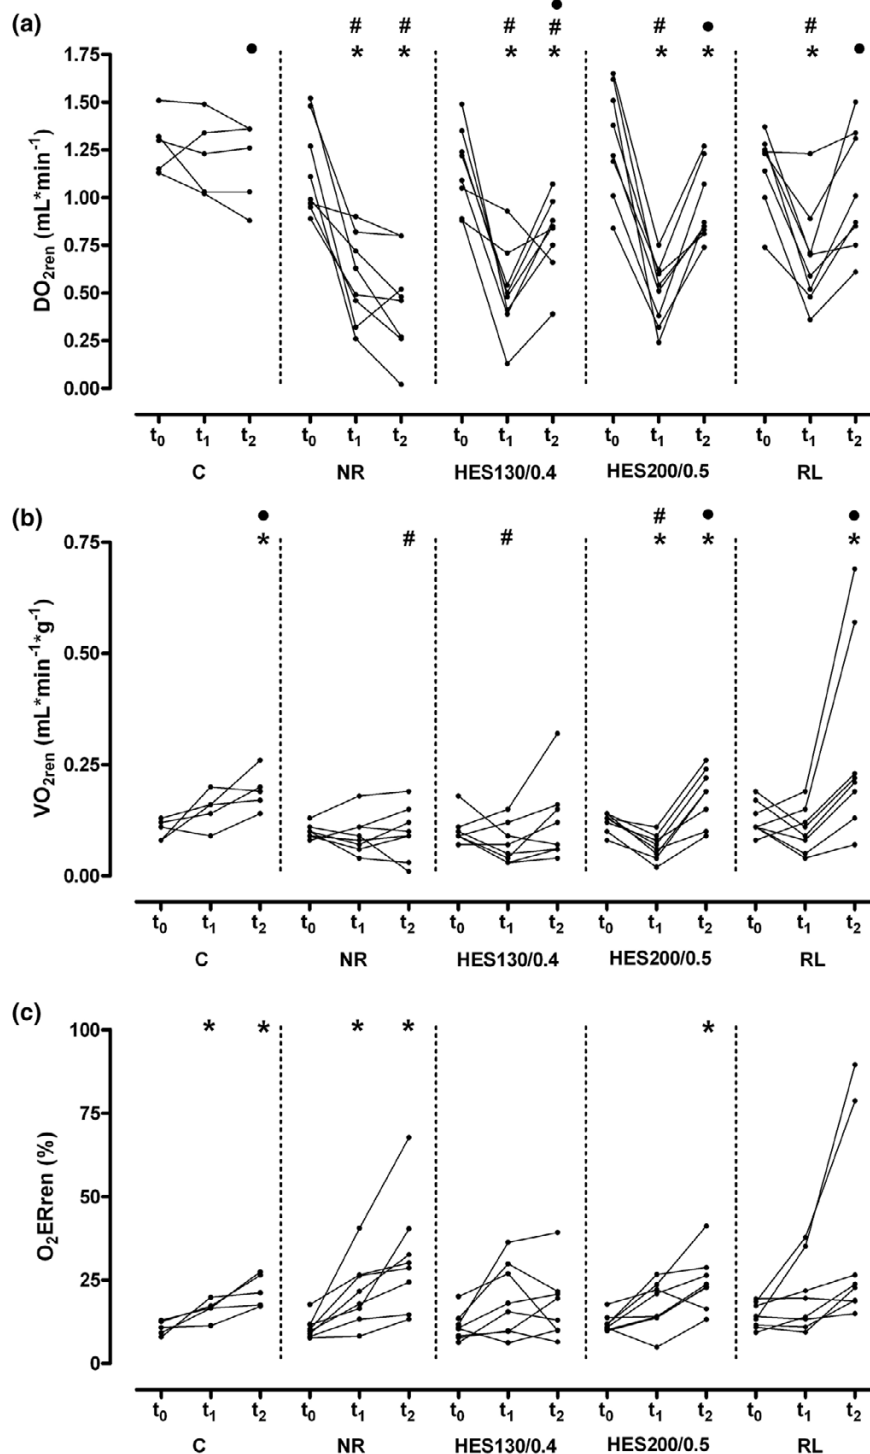 (a)
# # # # # #
* * * * * * *
1.75
1.50
1.25
1.00
0.75
0.50
0.25
0.00
DO2ren (mL*min-1)
t0 t1 t2 t0 t1 t2 t0 t1 t2 t0 t1 t2 t0 t1 t2
C NR HES130/0.4 HES200/0.5 RL
(b)
# # #
* # * * *
0.75
0.50
0.25
0.00
VO2ren (mL*min-1*g-1)
t0 t1 t2 t0 t1 t2 t0 t1 t2 t0 t1 t2 t0 t1 t2
C NR HES130/0.4 HES200/0.5 RL
(c)
* * * * *
100
75
50
25
0
O2ERren (%)
t0 t1 t2 t0 t1 t2 t0 t1 t2 t0 t1 t2 t0 t1 t2
C NR HES130/0.4 HES200/0.5 RL